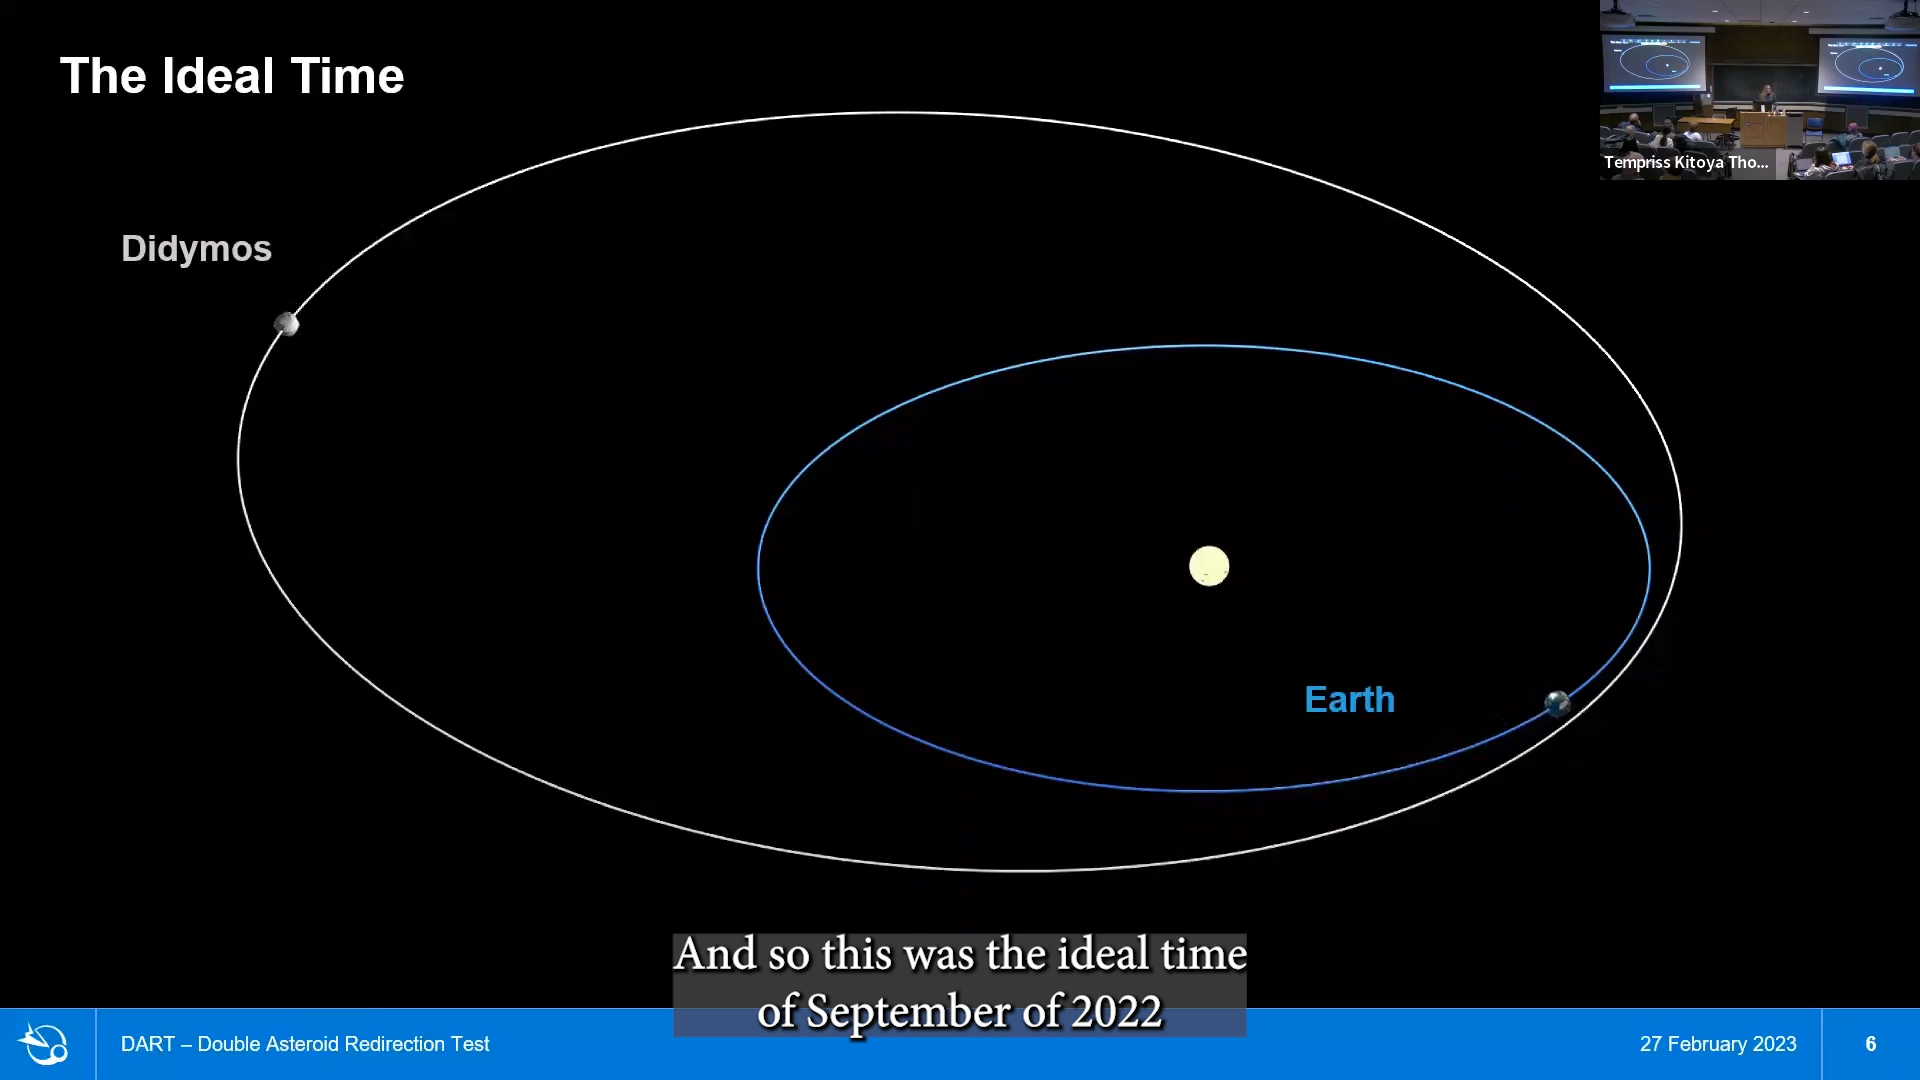 The Ideal Time
Tempriss Kitoya Tho...
Didymos
Earth
And so this was the ideal time
of September of 2022
DART – Double Asteroid Redirection Test
27 February 2023
6